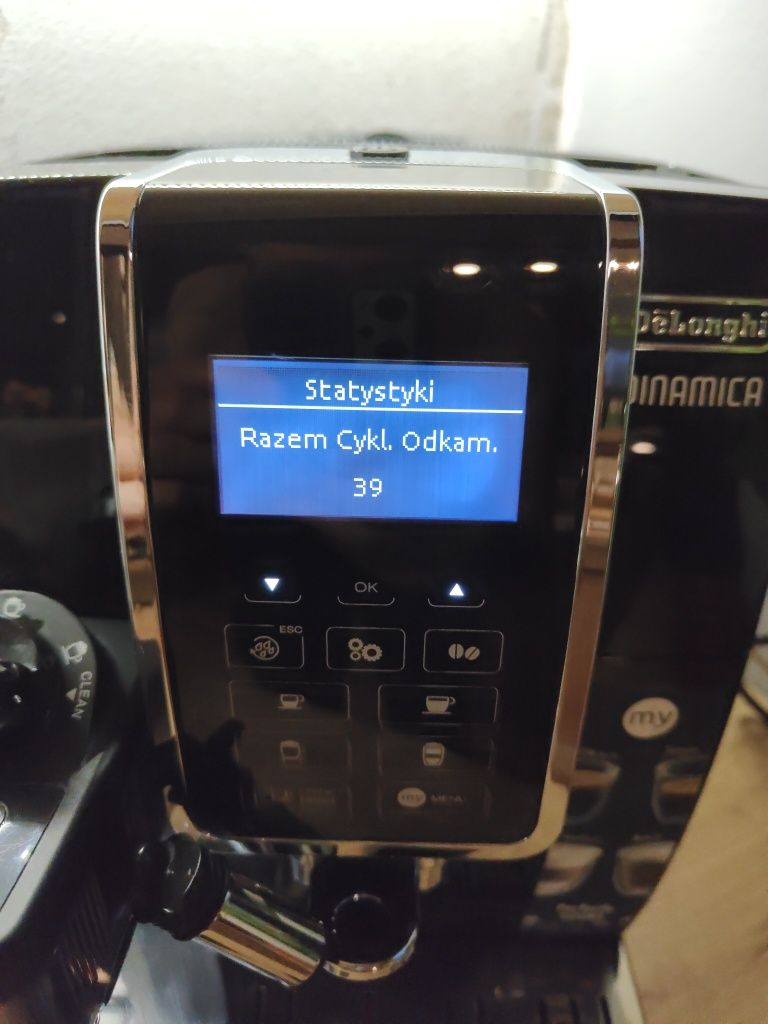 DeLonghi
DINAMICA
Statystyki
Razem Cykl. Odkam.
39
OK
ESC
CLEAN
my
my MENU